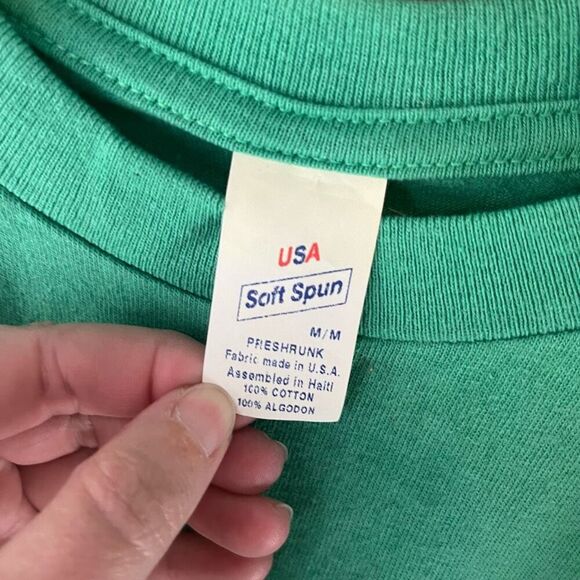 USA
Soft Spun
M/M
PRESHRUNK
Fabric made in U.S.A.
Assembled in Haiti
100% COTTON
100% ALGODON